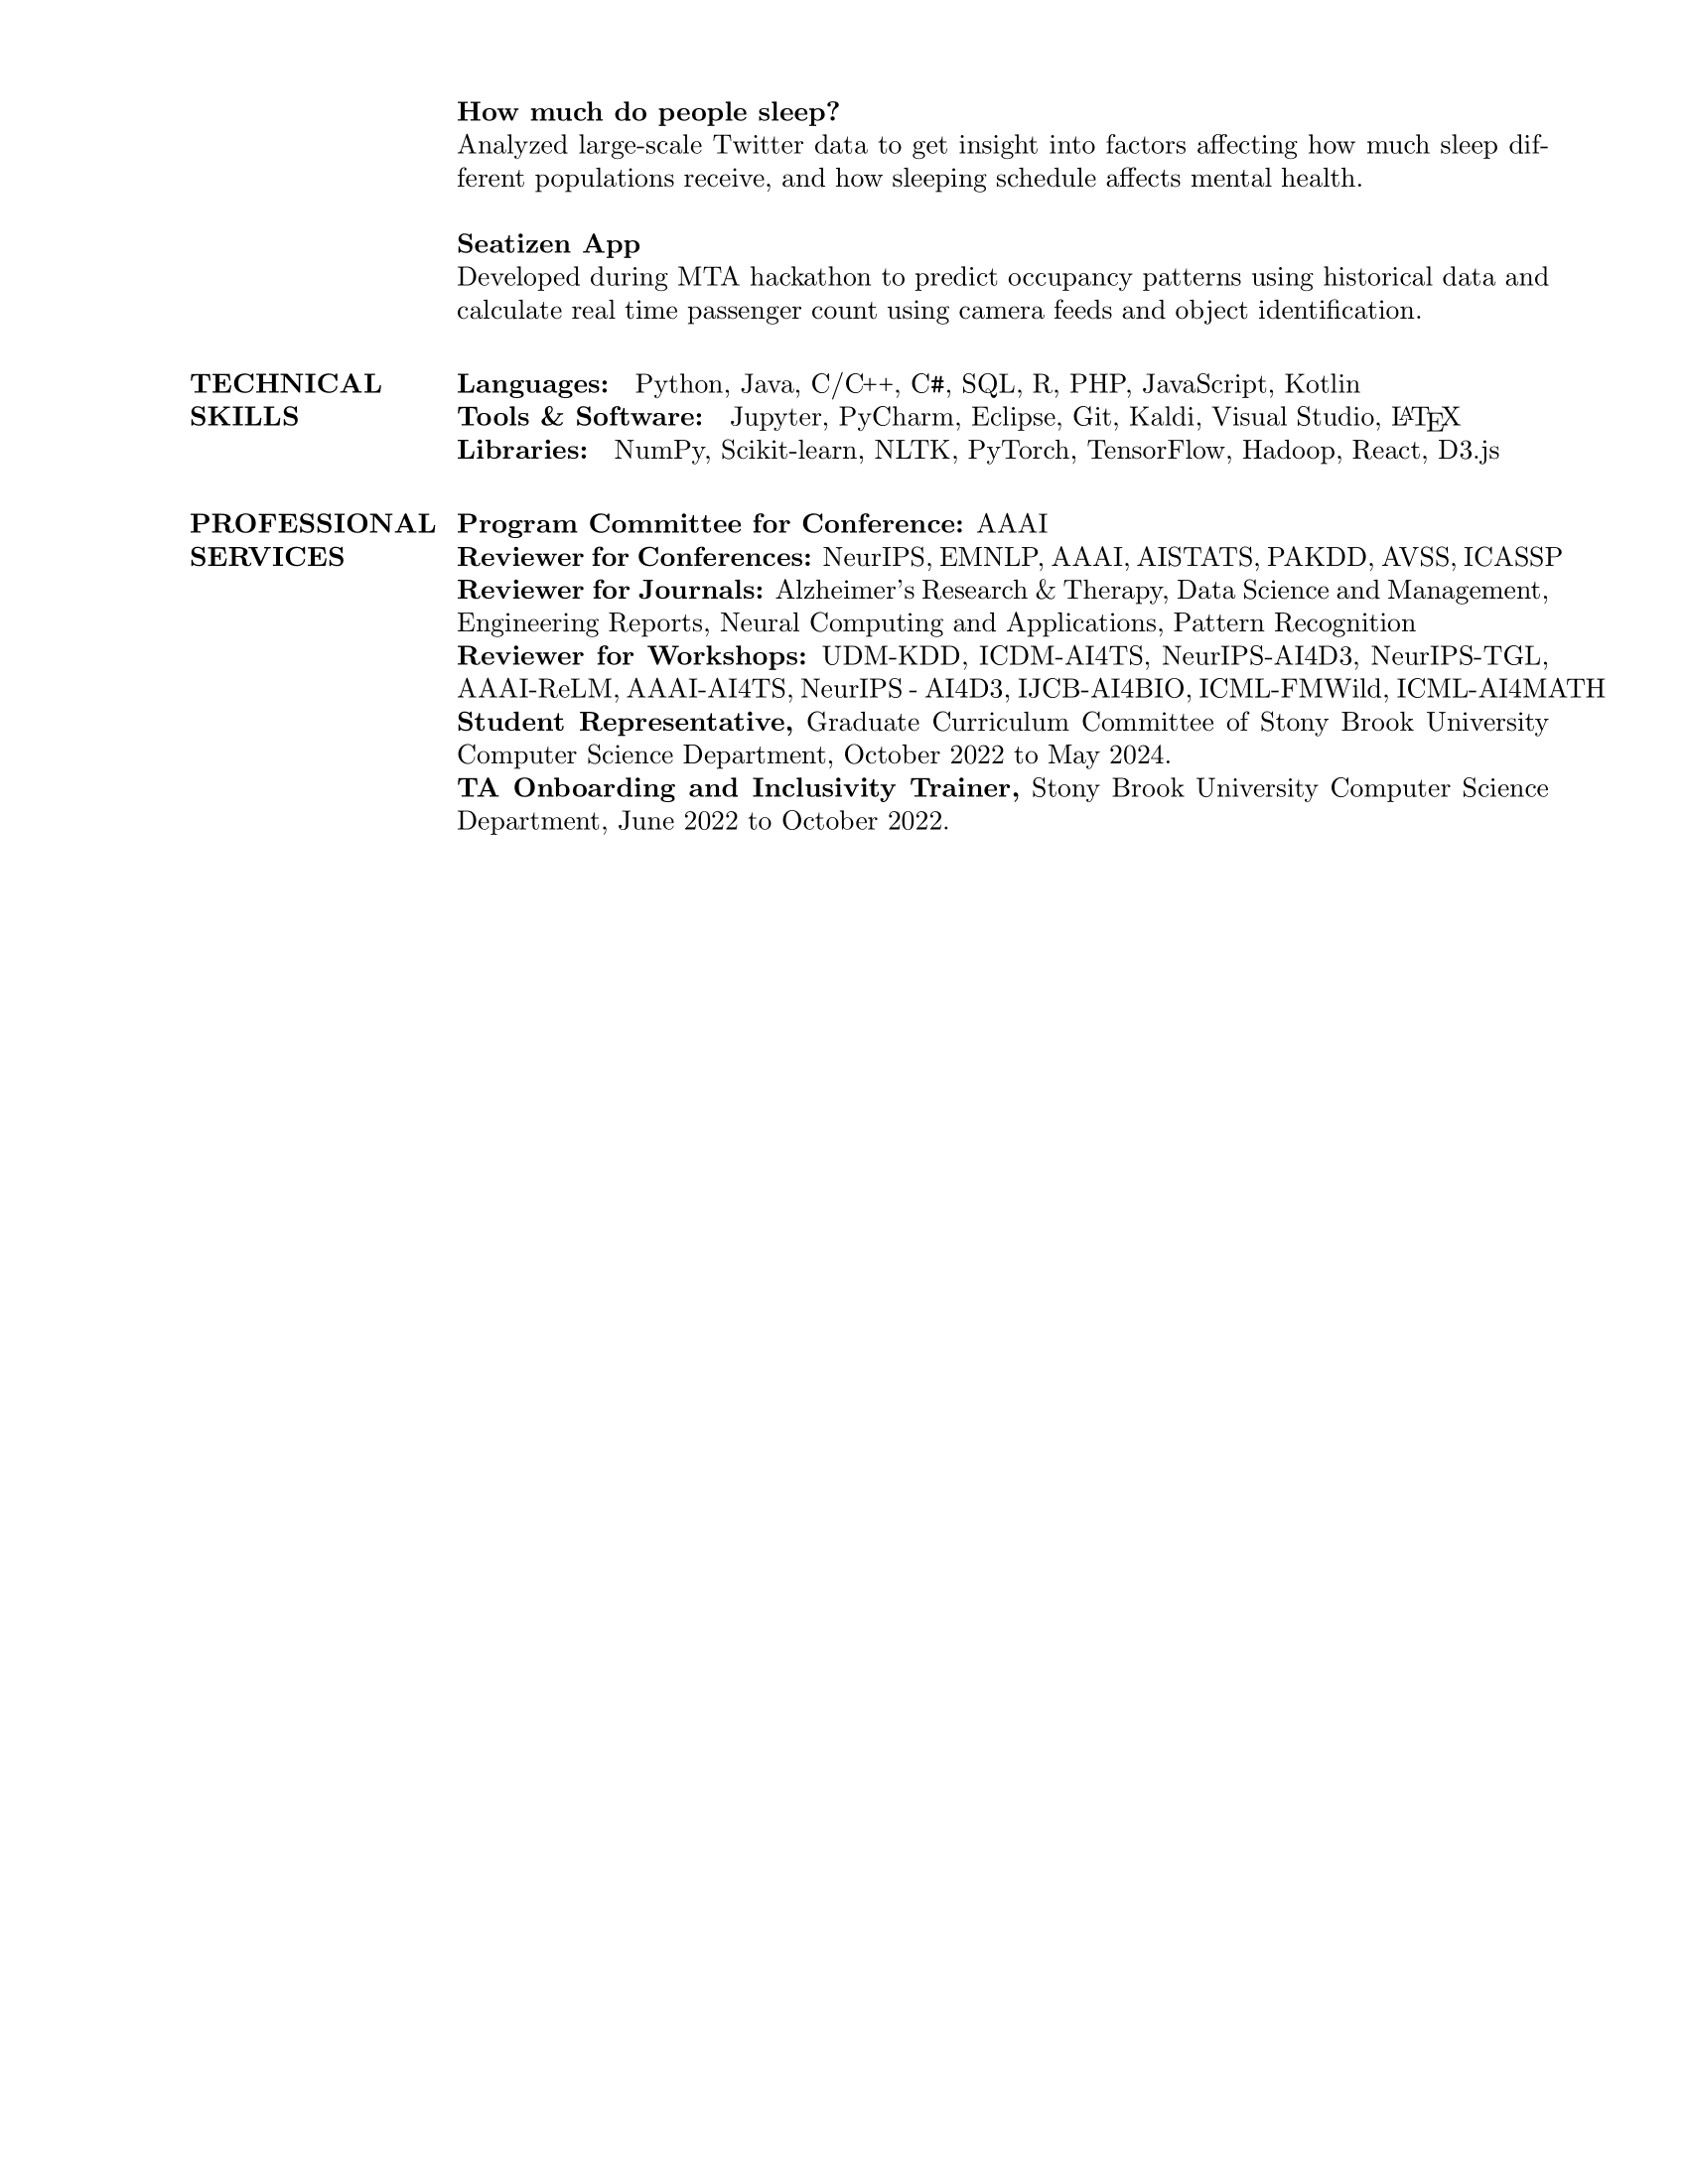 How much do people sleep?
Analyzed large-scale Twitter data to get insight into factors affecting how much sleep dif-
ferent populations receive, and how sleeping schedule affects mental health.
Seatizen App
Developed during MTA hackathon to predict occupancy patterns using historical data and
calculate real time passenger count using camera feeds and object identification.
TECHNICAL
SKILLS
Languages: Python, Java, C/C++, C#, SQL, R, PHP, JavaScript, Kotlin
Tools & Software: Jupyter, PyCharm, Eclipse, Git, Kaldi, Visual Studio, LATEX
Libraries: NumPy, Scikit-learn, NLTK, PyTorch, TensorFlow, Hadoop, React, D3.js
PROFESSIONAL
SERVICES
Program Committee for Conference: AAAI
Reviewer for Conferences: NeurIPS, EMNLP, AAAI, AISTATS, PAKDD, AVSS, ICASSP
Reviewer for Journals: Alzheimer's Research & Therapy, Data Science and Management,
Engineering Reports, Neural Computing and Applications, Pattern Recognition
Reviewer for Workshops: UDM-KDD, ICDM-AI4TS, NeurIPS-AI4D3, NeurIPS-TGL,
AAAI-ReLM, AAAI-AI4TS, NeurIPS - AI4D3, IJCB-AI4BIO, ICML-FMWild, ICML-AI4MATH
Student Representative, Graduate Curriculum Committee of Stony Brook University
Computer Science Department, October 2022 to May 2024.
TA Onboarding and Inclusivity Trainer, Stony Brook University Computer Science
Department, June 2022 to October 2022.